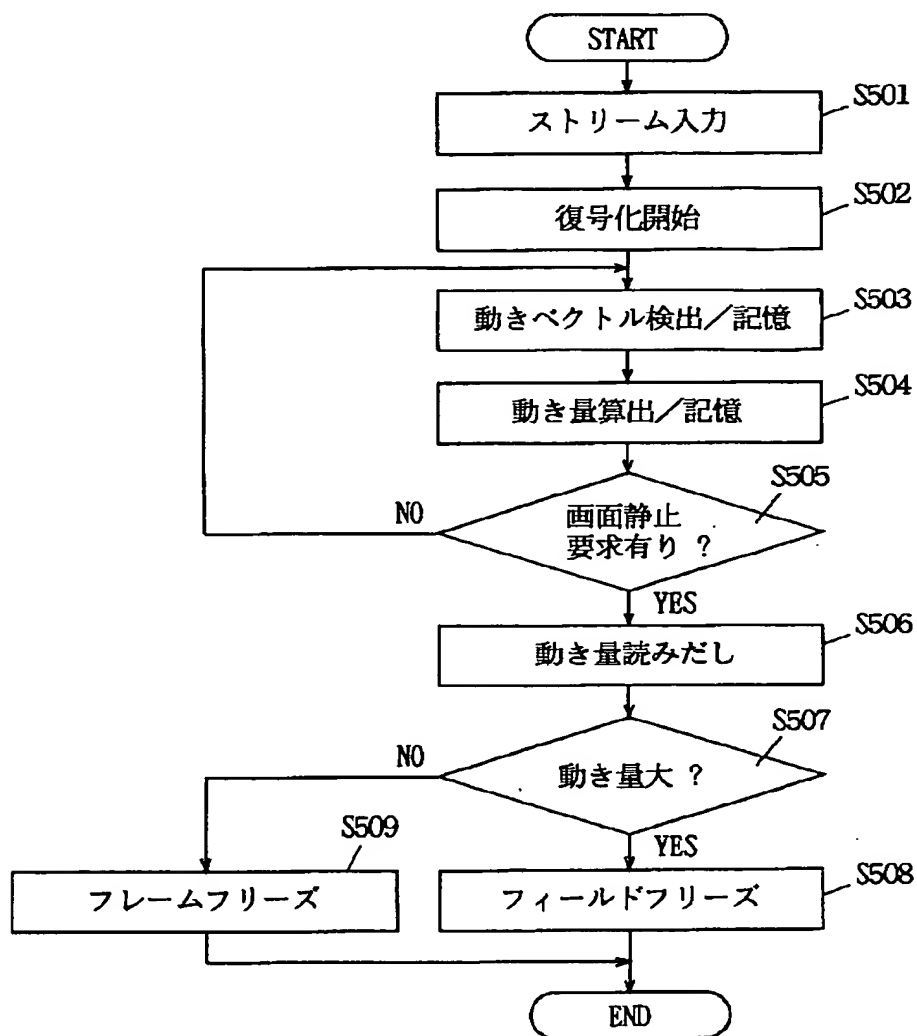 START
S501
ストリーム入力
S502
復号化開始
S503
動きベクトル検出／記憶
S504
動き量算出／記憶
S505
NO
画面静止
要求有り ?
YES
S506
動き量読みだし
S507
NO
動き量大 ?
YES
S509
フレームフリーズ
S508
フィールドフリーズ
END